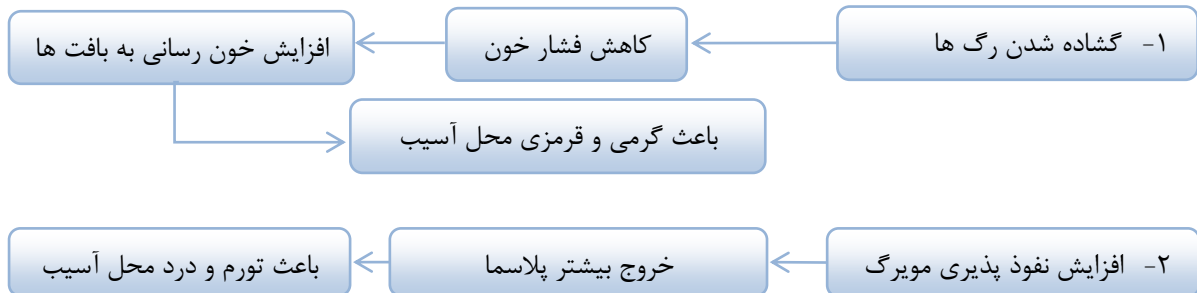 ۱- گشاده شدن رگ ها
کاهش فشار خون
افزایش خون رسانی به بافت ها
باعث گرمی و قرمزی محل آسیب
۲- افزایش نفوذ پذیری مویرگ
خروج بیشتر پلاسما
باعث تورم و درد محل آسیب